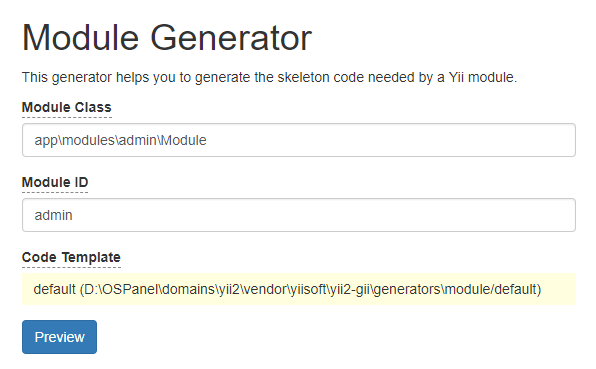 Module Generator
This generator helps you to generate the skeleton code needed by a Yii module.
Module Class
app\modules\admin\Module
Module ID
admin
Code Template
default (D:\OSPanel\domains\yii2\vendor\yiisoft\yii2-gii\generators\module/default)
Preview